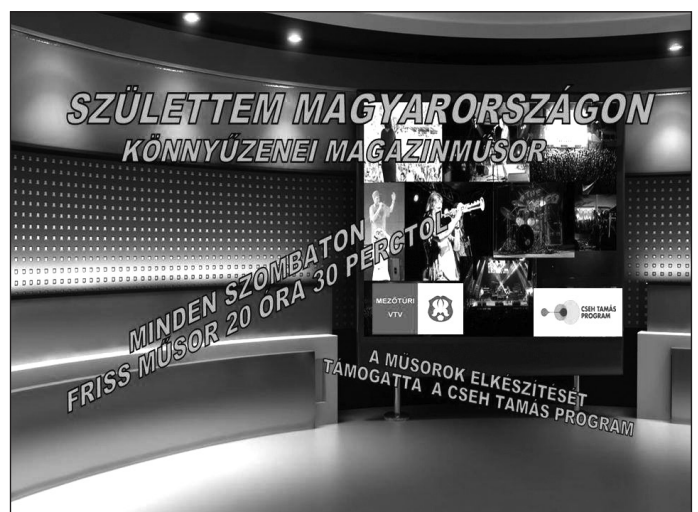 SZÜLETTEM MAGYARORSZÁGON
KÖNNYŰZENEI MAGAZINMŰSOR
MINDEN SZOMBATON
FRISS MŰSOR 20 ÓRA 30 PERCTŐL
MEZŐTÚRI
VTV
CSEH TAMÁS
PROGRAM
A MŰSOROK ELKÉSZÍTÉSÉT
TÁMOGATTA A CSEH TAMÁS PROGRAM